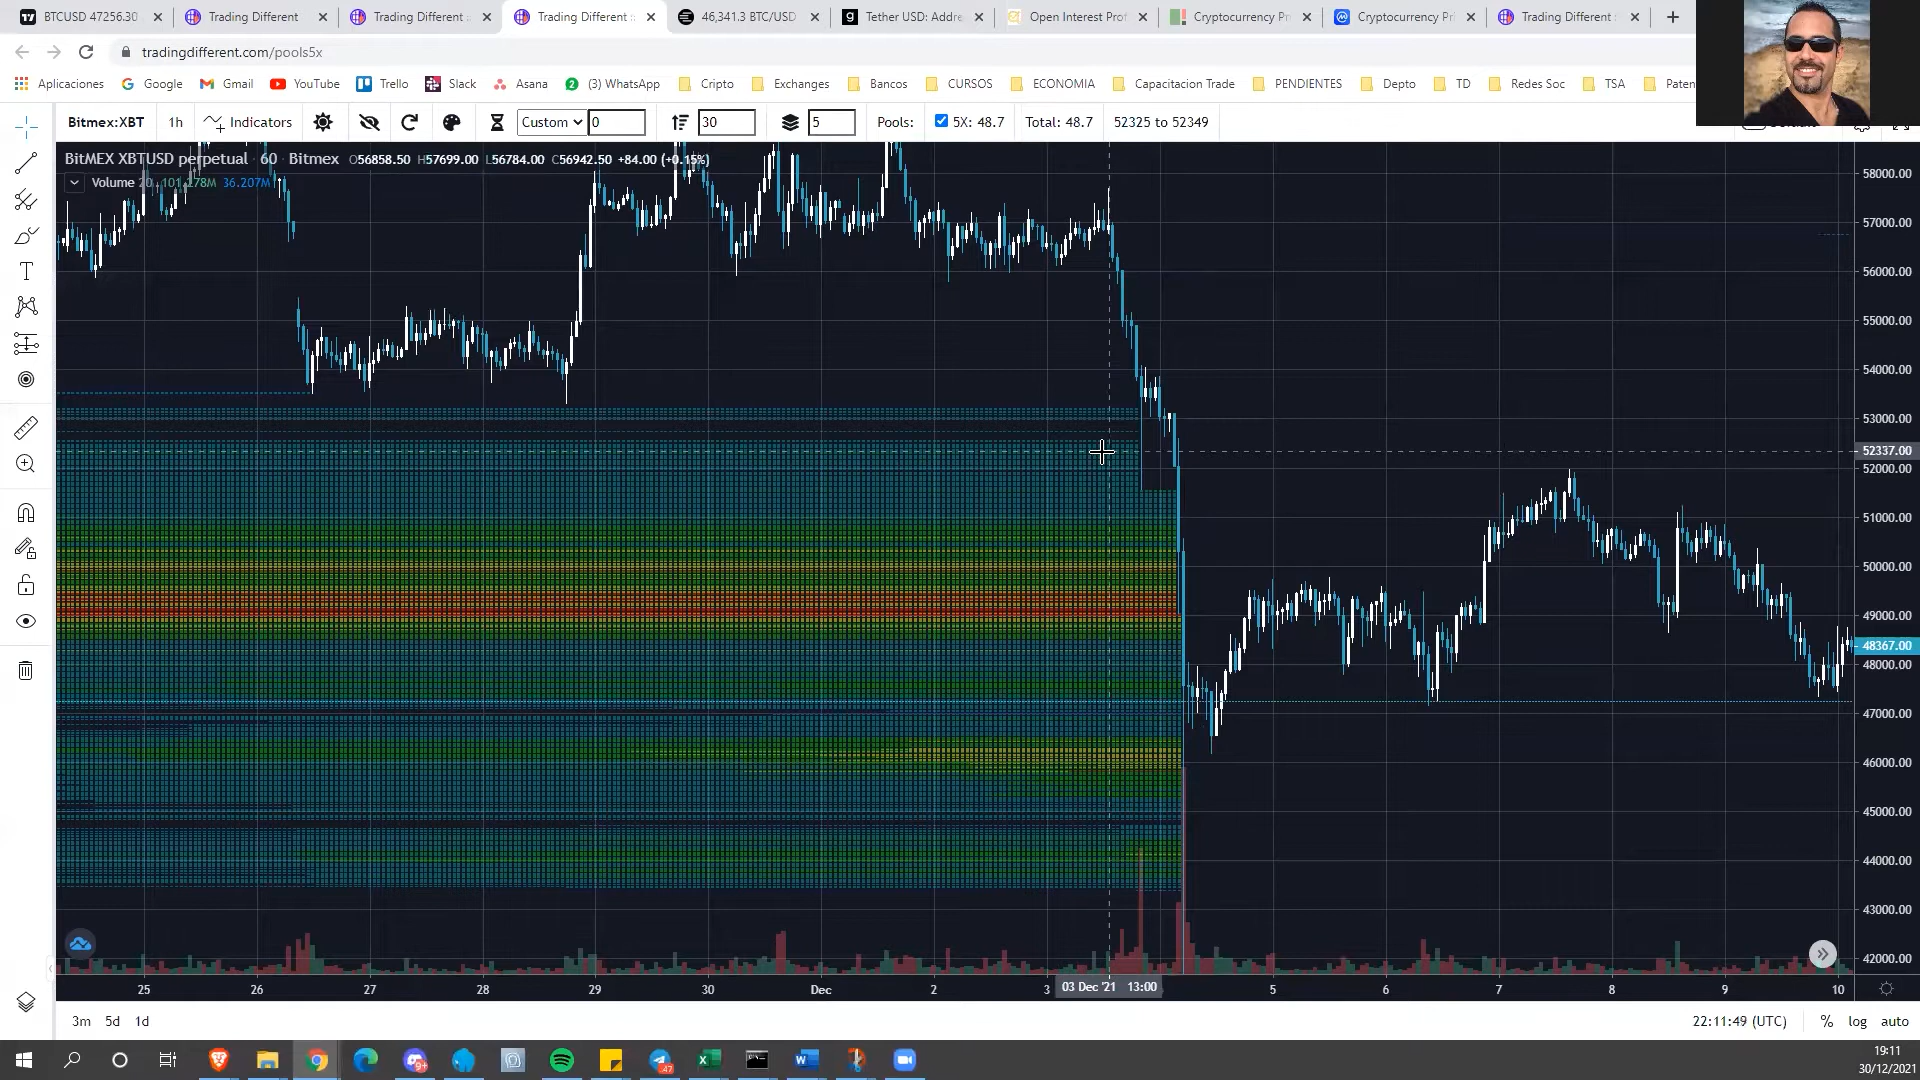 BTCUSD 47256.30
Trading Different
Trading Different :
Trading Different :
46,341.3 BTC/USD
Tether USD: Addre
Open Interest Prof
Cryptocurrency Pr
Cryptocurrency Pr
Trading Different :
tradingdifferent.com/pools5x
Aplicaciones
Google
Gmail
YouTube
Trello
Slack
Asana
(3) WhatsApp
Cripto
Exchanges
Bancos
CURSOS
ECONOMIA
Capacitacion Trade
PENDIENTES
Depto
TD
Redes Soc
TSA
Paten
Bitmex:XBT
1h
Indicators
Custom
0
30
5
Pools:
5X: 48.7
Total: 48.7
52325 to 52349
BitMEX XBTUSD perpetual · 60 · Bitmex O56858.50 H57699.00 L56784.00 C56942.50 +84.00 (+0.15%)
Volume 20 101.278M 36.207M
58000.00
57000.00
56000.00
55000.00
54000.00
53000.00
52337.00
52000.00
51000.00
50000.00
49000.00
48367.00
48000.00
47000.00
46000.00
45000.00
44000.00
43000.00
42000.00
25
26
27
28
29
30
Dec
2
3
03 Dec '21 13:00
5
6
7
8
9
10
3m 5d 1d
22:11:49 (UTC)
%
log
auto
19:11
30/12/2021